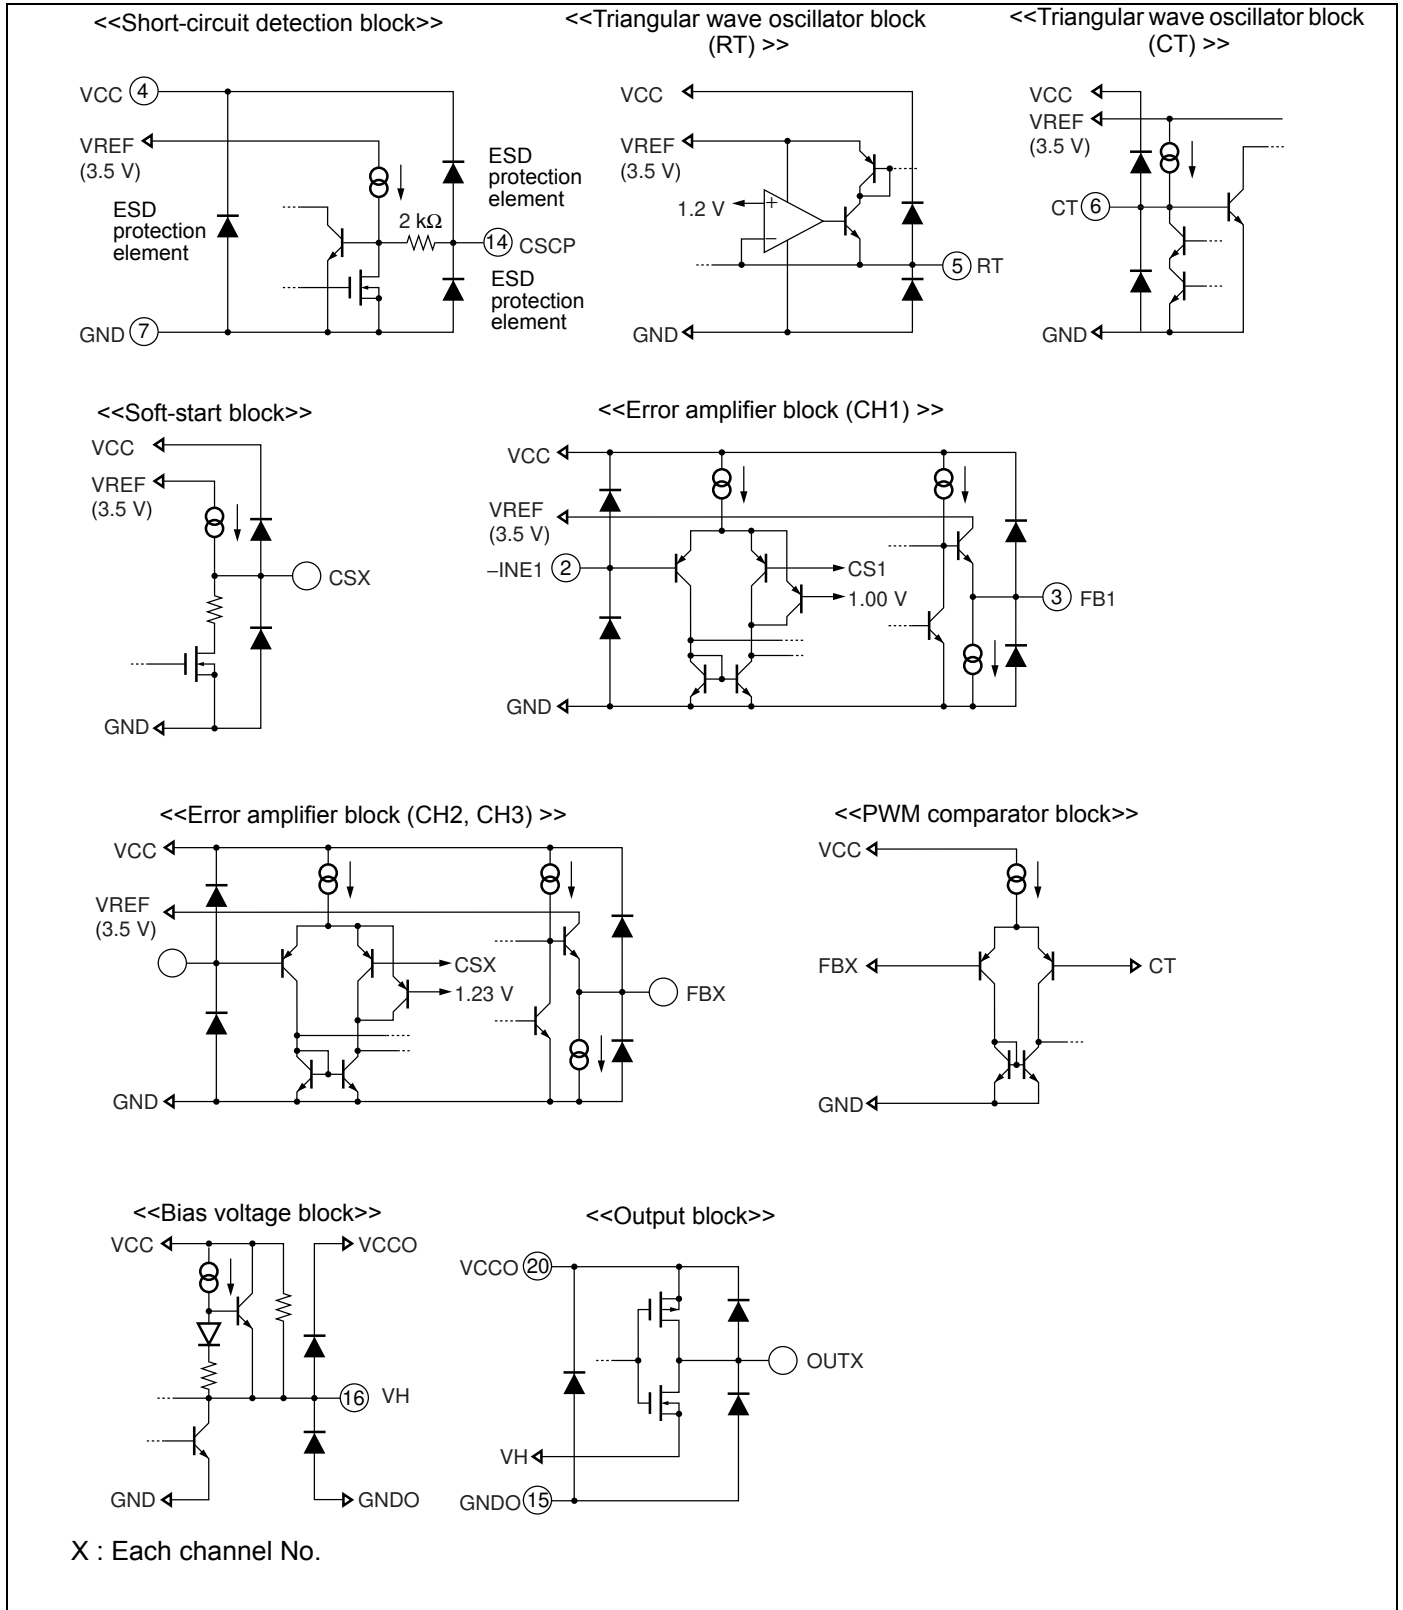 <<Short-circuit detection block>>
VCC 4
VREF
(3.5 V)
ESD
protection
element
ESD
protection
element
2 kΩ
14 CSCP
ESD
protection
element
GND 7
<<Triangular wave oscillator block
(RT) >>
VCC
VREF
(3.5 V)
1.2 V
+
−
5 RT
GND
<<Triangular wave oscillator block
(CT) >>
VCC
VREF
(3.5 V)
CT 6
GND
<<Soft-start block>>
VCC
VREF
(3.5 V)
CSX
GND
<<Error amplifier block (CH1) >>
VCC
VREF
(3.5 V)
−INE1 2
CS1
1.00 V
3 FB1
GND
<<Error amplifier block (CH2, CH3) >>
VCC
VREF
(3.5 V)
CSX
1.23 V
FBX
GND
<<PWM comparator block>>
VCC
FBX
CT
GND
<<Bias voltage block>>
VCC
VCCO
16 VH
GND
GNDO
<<Output block>>
VCCO 20
OUTX
VH
GNDO 15
X : Each channel No.